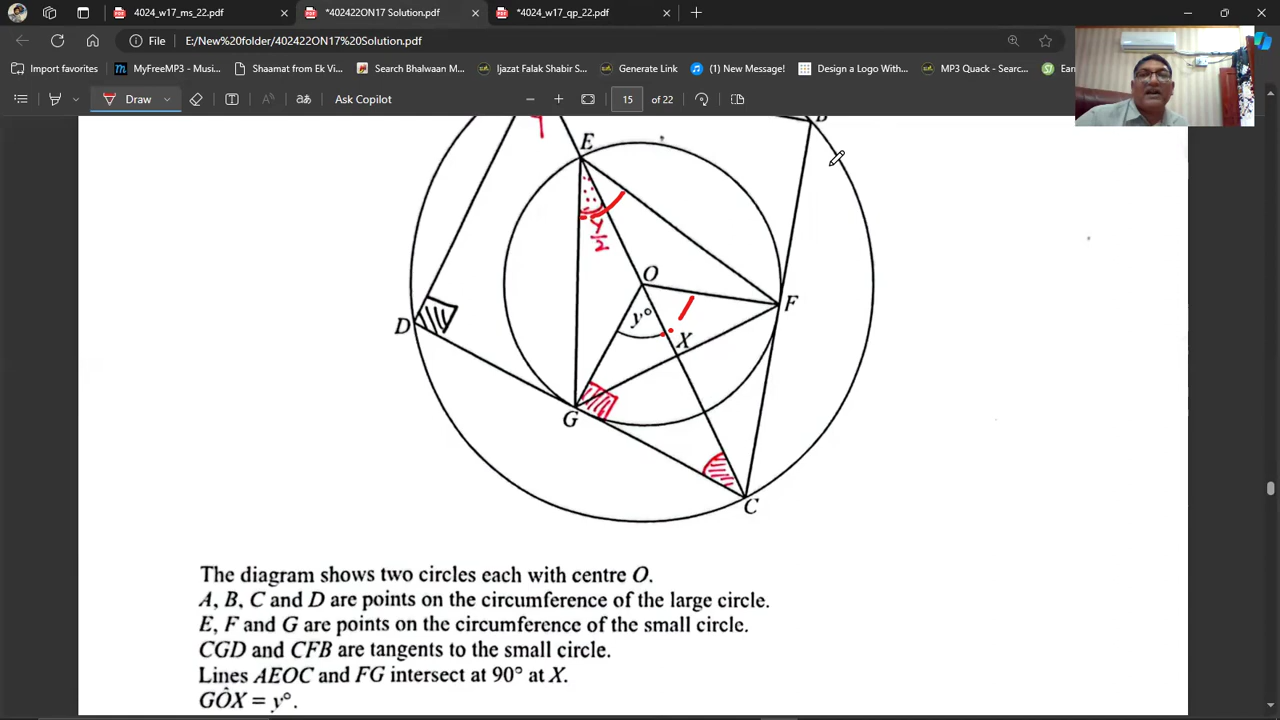 4024_w17_ms_22.pdf
*402422ON17 Solution.pdf
*4024_w17_qp_22.pdf
File
E:/New%20folder/402422ON17%20Solution.pdf
Import favorites
MyFreeMP3 - Musi...
Shaamat from Ek Vi...
Search Bhalwaan M...
Ijazat Falak Shabir S...
Generate Link
(1) New Message!
Design a Logo With...
MP3 Quack - Searc...
Ear
Draw
Ask Copilot
15 of 22
B
E
y/2
O
y°
F
D
X
G
C
The diagram shows two circles each with centre O.
A, B, C and D are points on the circumference of the large circle.
E, F and G are points on the circumference of the small circle.
CGD and CFB are tangents to the small circle.
Lines AEOC and FG intersect at 90° at X.
GÔX = y°.